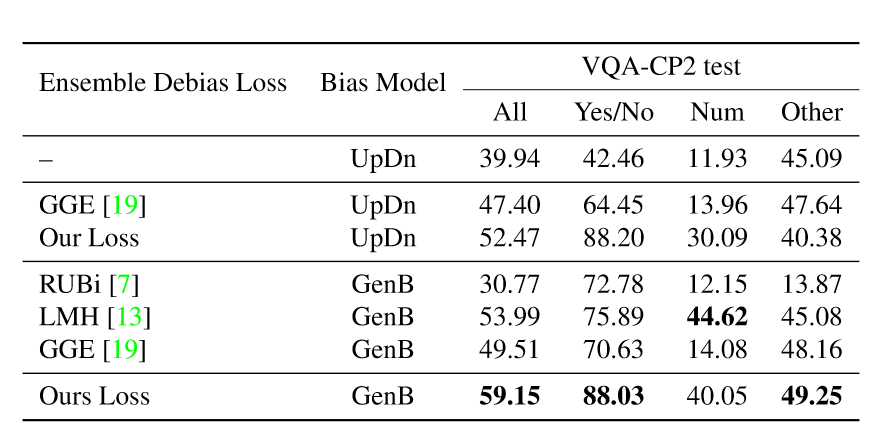 Ensemble Debias Loss Bias Model VQA-CP2 test
All Yes/No Num Other
– UpDn 39.94 42.46 11.93 45.09
GGE [19] UpDn 47.40 64.45 13.96 47.64
Our Loss UpDn 52.47 88.20 30.09 40.38
RUBi [7] GenB 30.77 72.78 12.15 13.87
LMH [13] GenB 53.99 75.89 44.62 45.08
GGE [19] GenB 49.51 70.63 14.08 48.16
Ours Loss GenB 59.15 88.03 40.05 49.25